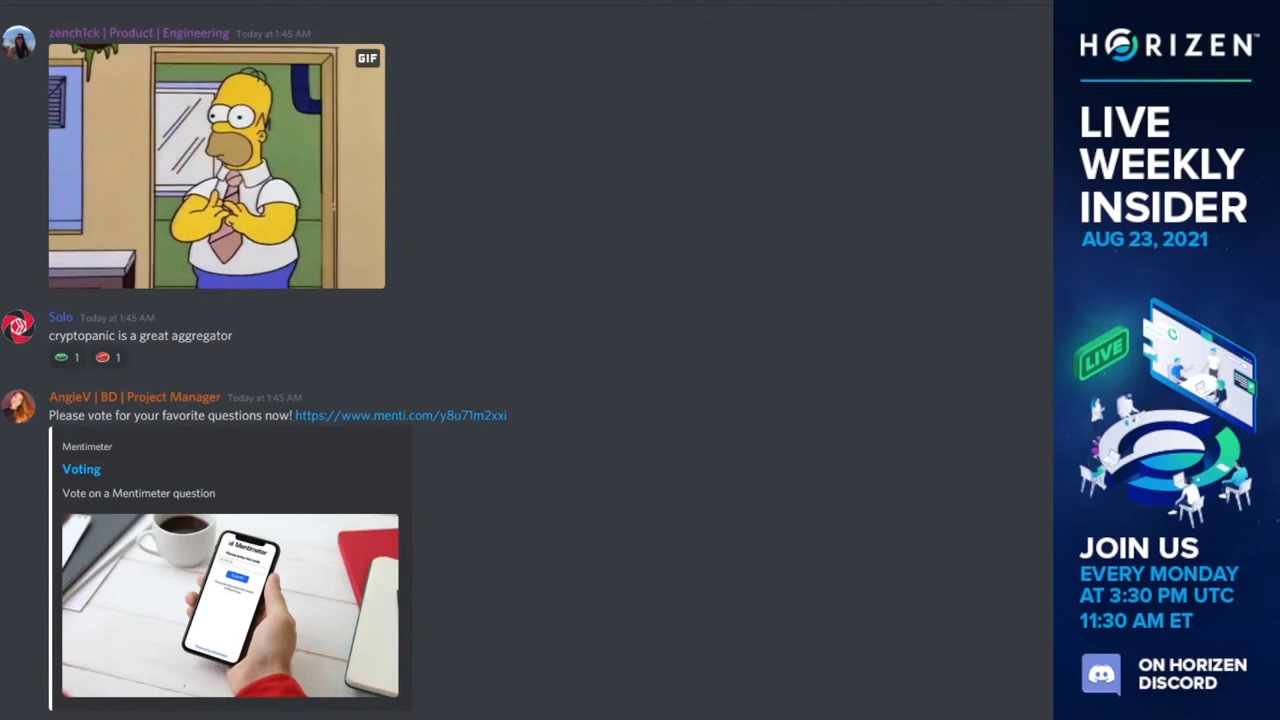 zench1ck | Product | Engineering Today at 1:45 AM
GIF
Solo Today at 1:45 AM
cryptopanic is a great aggregator
1 1
AngieV | BD | Project Manager Today at 1:45 AM
Please vote for your favorite questions now! https://www.menti.com/y8u71m2xxi
Mentimeter
Voting
Vote on a Mentimeter question
Mentimeter
Submit
HORIZEN™
LIVE
WEEKLY
INSIDER
AUG 23, 2021
LIVE
JOIN US
EVERY MONDAY
AT 3:30 PM UTC
11:30 AM ET
ON HORIZEN
DISCORD